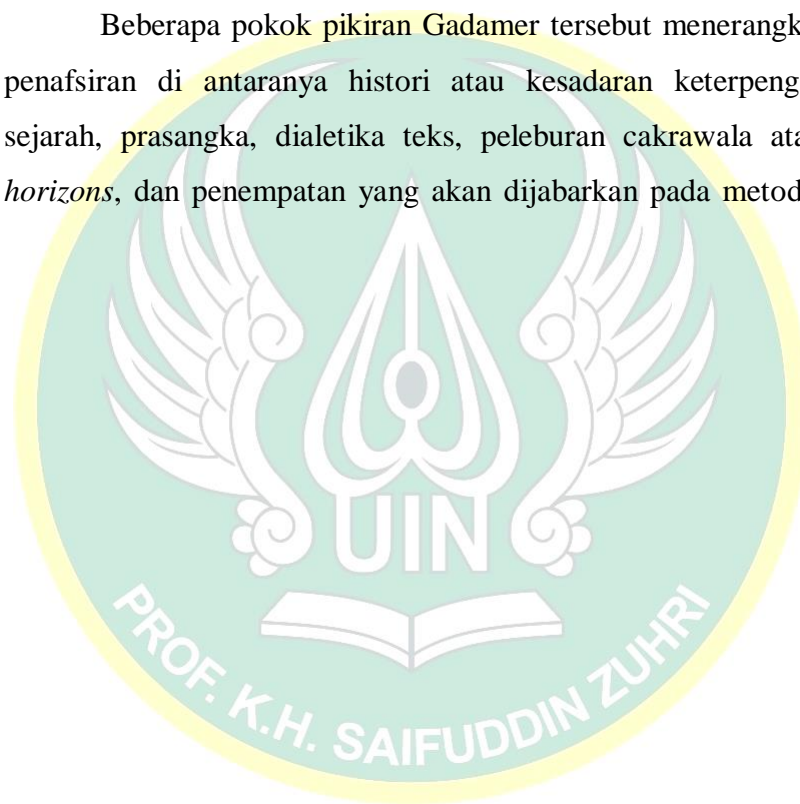 Beberapa pokok pikiran Gadamer tersebut menerangk
penafsiran di antaranya histori atau kesadaran keterpeng
sejarah, prasangka, dialetika teks, peleburan cakrawala ata
horizons, dan penempatan yang akan dijabarkan pada metod
UIN
PROF. K.H. SAIFUDDIN ZUHRI